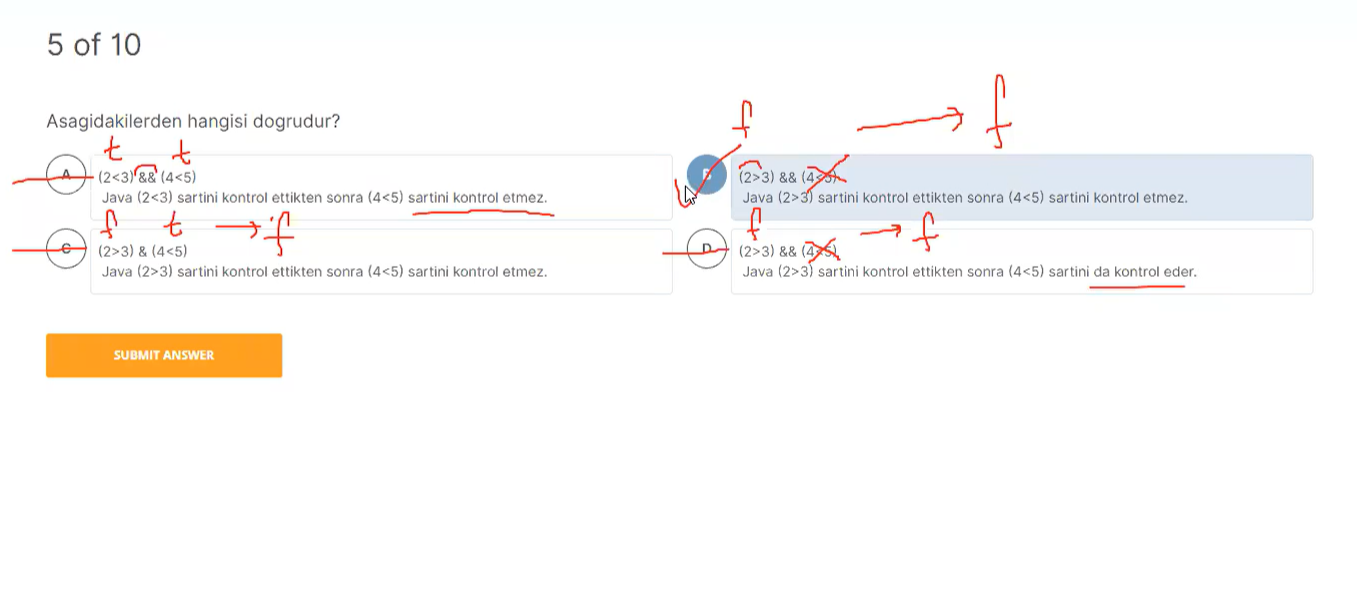 5 of 10
Asagidakilerden hangisi dogrudur?
t t
A
(2<3) && (4<5)
Java (2<3) sartini kontrol ettikten sonra (4<5) sartini kontrol etmez.
f f
(2>3) && (4<5)
Java (2>3) sartini kontrol ettikten sonra (4<5) sartini kontrol etmez.
f t → f
C
(2>3) & (4<5)
Java (2>3) sartini kontrol ettikten sonra (4<5) sartini kontrol etmez.
f → f
D
(2>3) && (4<5)
Java (2>3) sartini kontrol ettikten sonra (4<5) sartini da kontrol eder.
SUBMIT ANSWER